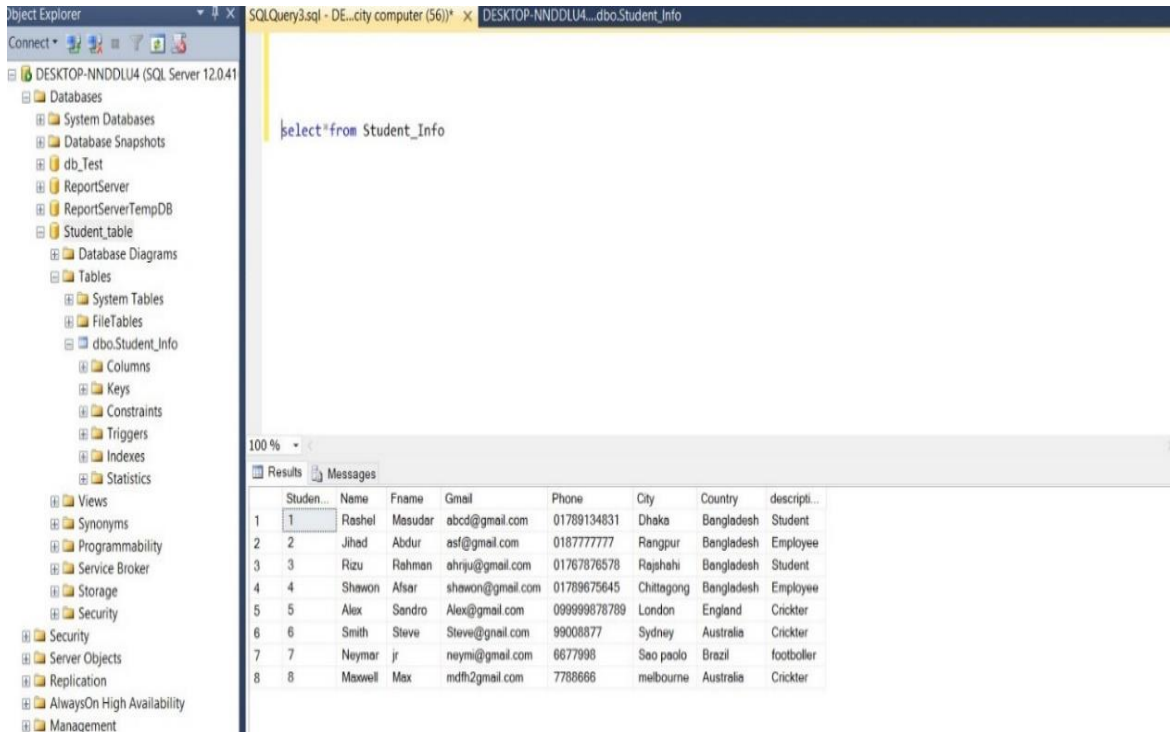 Object Explorer
Connect
DESKTOP-NNDDLU4 (SQL Server 12.0.41
Databases
System Databases
Database Snapshots
db_Test
ReportServer
ReportServerTempDB
Student_table
Database Diagrams
Tables
System Tables
FileTables
dbo.Student_Info
Columns
Keys
Constraints
Triggers
Indexes
Statistics
Views
Synonyms
Programmability
Service Broker
Storage
Security
Security
Server Objects
Replication
AlwaysOn High Availability
Management
SQLQuery3.sql - DE...city computer (56))* X DESKTOP-NNDDLU4....dbo.Student_Info
select*from Student_Info
100 %
Results Messages
Studen... Name Fname Gmail Phone City Country descripti...
1 1 Rashel Masudar abcd@gmail.com 01789134831 Dhaka Bangladesh Student
2 2 Jihad Abdur asf@gmail.com 0187777777 Rangpur Bangladesh Employee
3 3 Rizu Rahman ahriju@gmail.com 01767876578 Rajshahi Bangladesh Student
4 4 Shawon Afsar shawon@gmail.com 01789675645 Chittagong Bangladesh Employee
5 5 Alex Sandro Alex@gmail.com 099999878789 London England Crickter
6 6 Smith Steve Steve@gnail.com 99008877 Sydney Australia Crickter
7 7 Neymar jr neymi@gmail.com 6677998 Sao paolo Brazil footboller
8 8 Maxwell Max mdfh2gmail.com 7788666 melbourne Australia Crickter